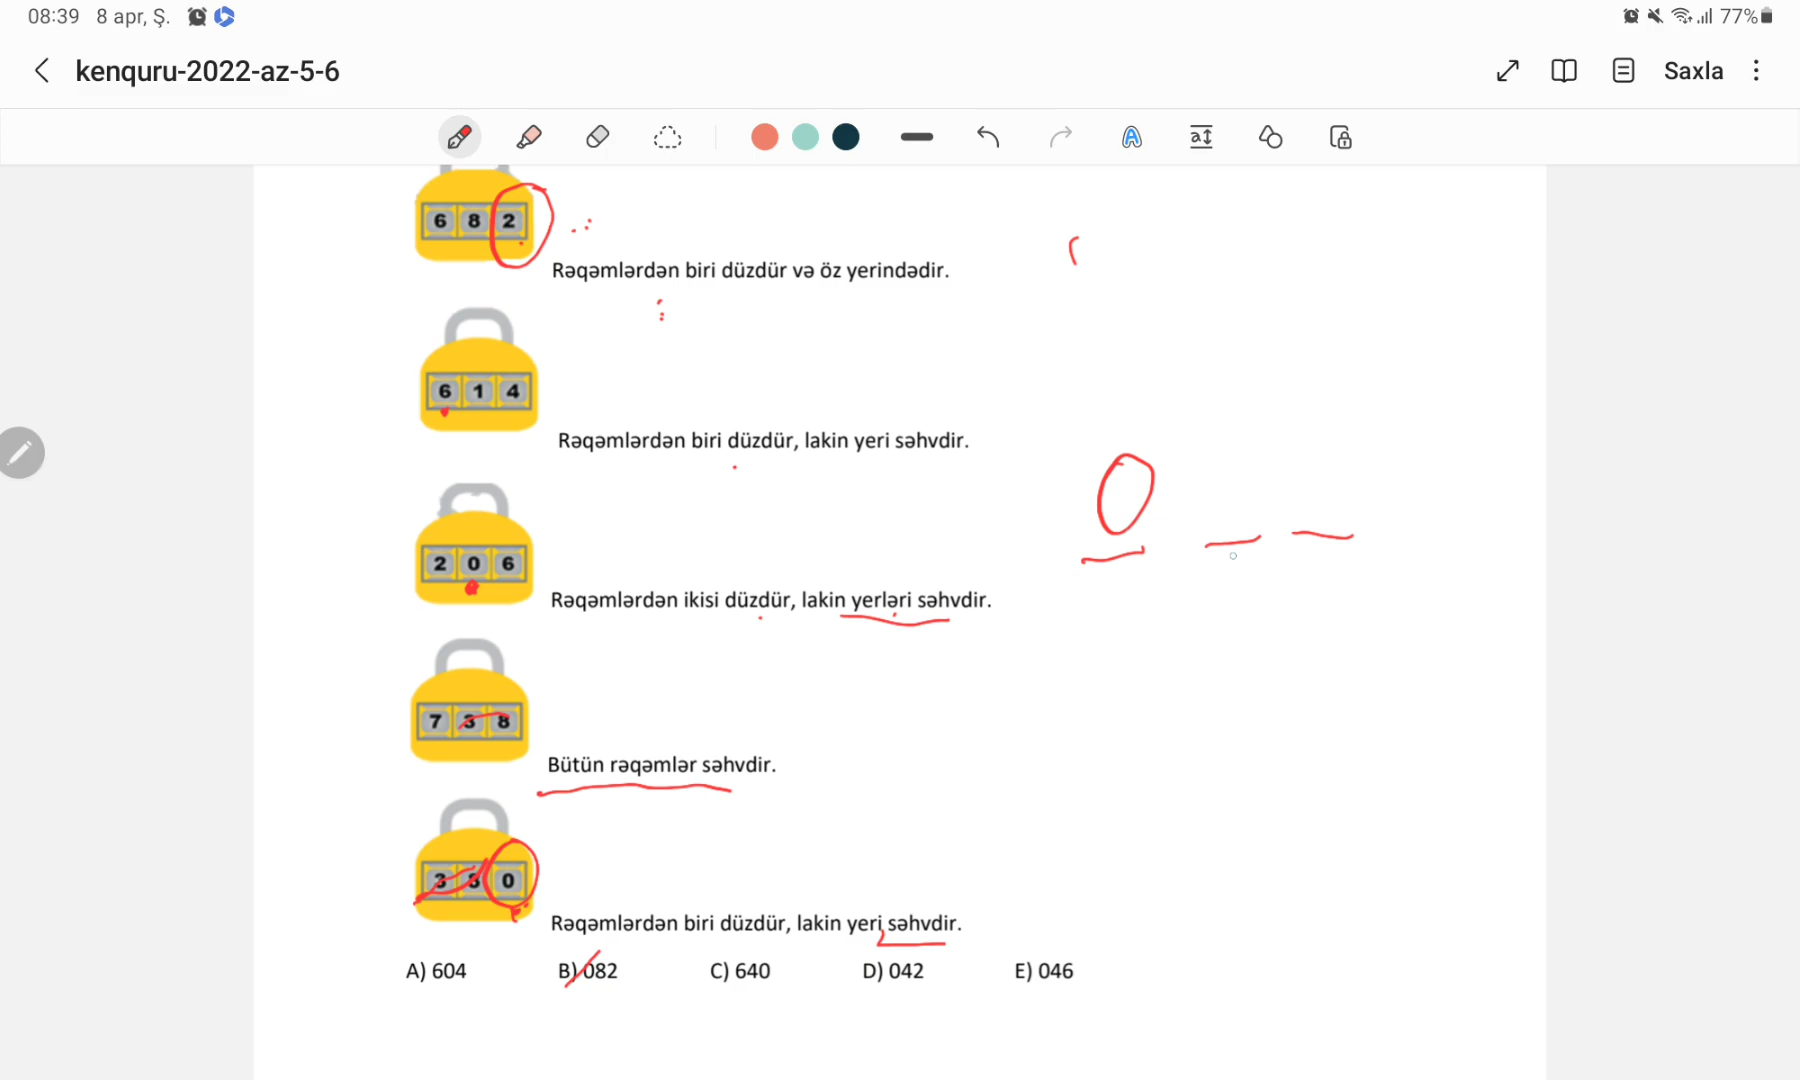 08:39 8 apr, Ş. 77%
kenquru-2022-az-5-6 Saxla
6 8 2
Rəqəmlərdən biri düzdür və öz yerindədir.
6 1 4
Rəqəmlərdən biri düzdür, lakin yeri səhvdir.
0
2 0 6
Rəqəmlərdən ikisi düzdür, lakin yerləri səhvdir.
7 3 8
Bütün rəqəmlər səhvdir.
3 8 0
Rəqəmlərdən biri düzdür, lakin yeri səhvdir.
A) 604 B) 082 C) 640 D) 042 E) 046